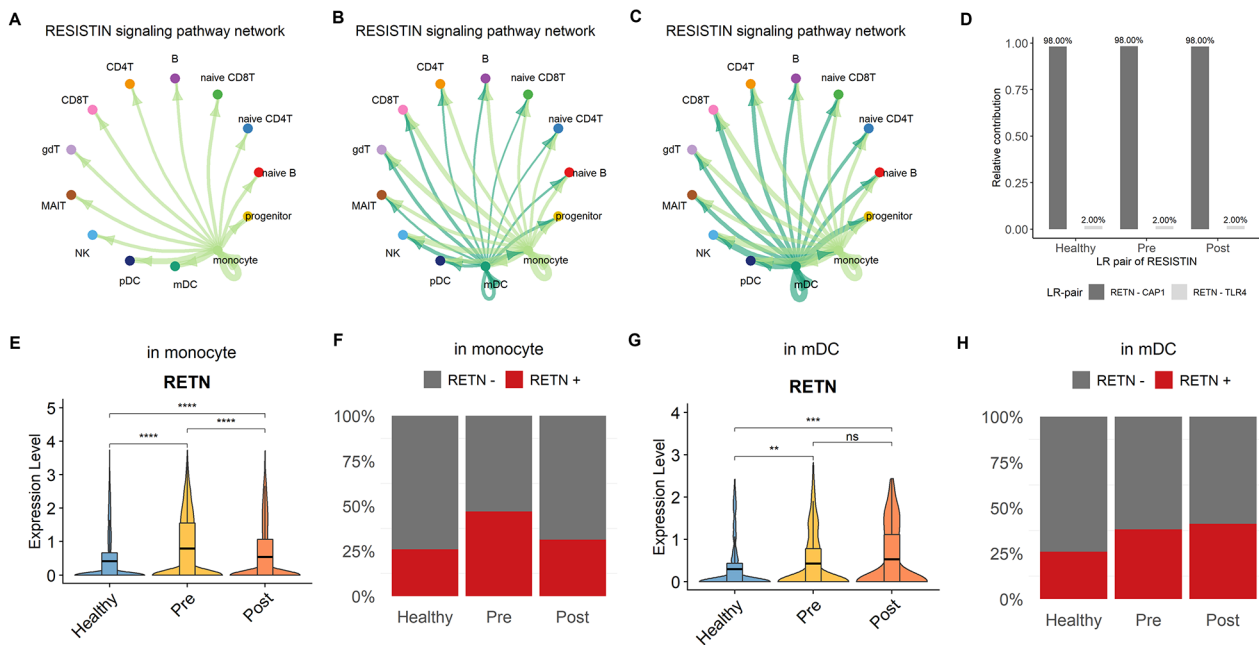 A
RESISTIN signaling pathway network
B
CD4T
naive CD8T
CD8T
naive CD4T
gdT
naive B
MAIT
progenitor
NK
monocyte
pDC
mDC
B
RESISTIN signaling pathway network
B
CD4T
naive CD8T
CD8T
naive CD4T
gdT
naive B
MAIT
progenitor
NK
monocyte
pDC
mDC
C
RESISTIN signaling pathway network
B
CD4T
naive CD8T
CD8T
naive CD4T
gdT
naive B
MAIT
progenitor
NK
monocyte
pDC
mDC
D
98.00% 98.00% 98.00%
1.00
0.75
0.50
0.25
0.00
Relative contribution
2.00% 2.00% 2.00%
Healthy Pre Post
LR pair of RESISTIN
LR-pair RETN - CAP1 RETN - TLR4
E
in monocyte
RETN
Expression Level
5
4
3
2
1
0
****
**** ****
Healthy Pre Post
F
in monocyte
RETN - RETN +
100%
75%
50%
25%
0%
Healthy Pre Post
G
in mDC
RETN
Expression Level
4
3
2
1
0
***
** ns
Healthy Pre Post
H
in mDC
RETN - RETN +
100%
75%
50%
25%
0%
Healthy Pre Post